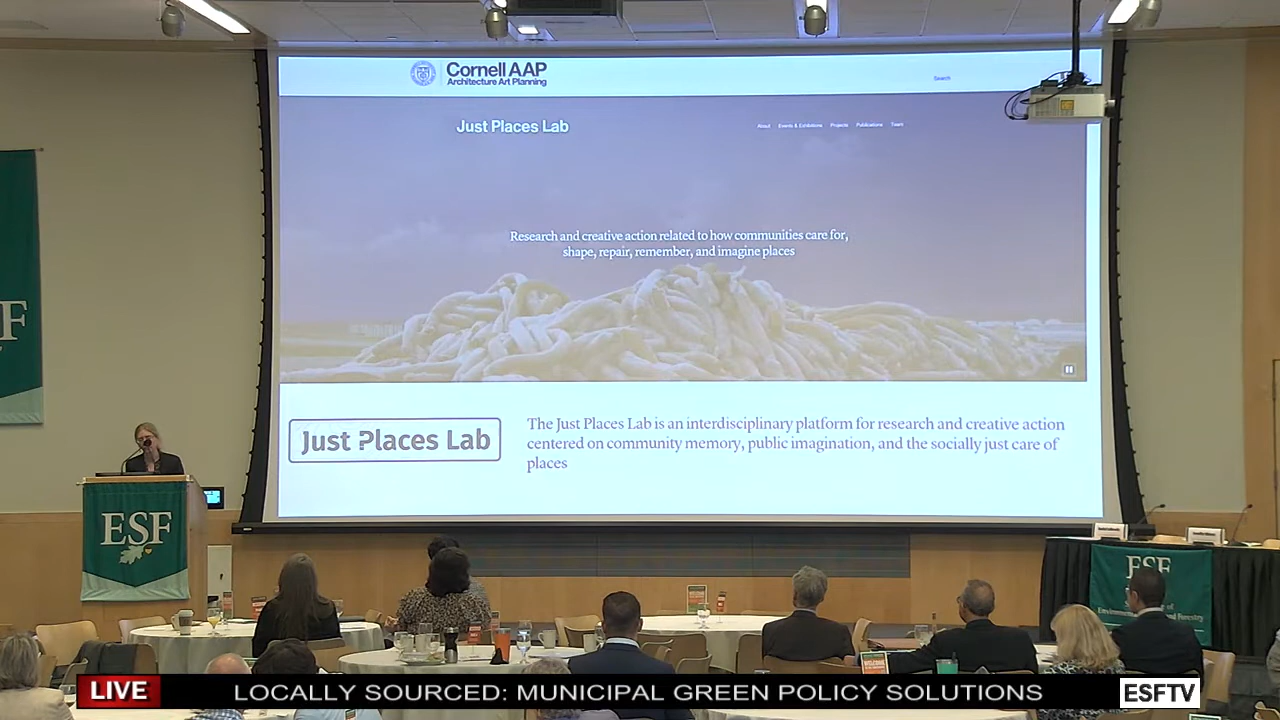 Cornell AAP
Architecture Art Planning
Search
Just Places Lab
About Events & Exhibitions Projects Publications Team
Research and creative action related to how communities care for,
shape, repair, remember, and imagine places
Just Places Lab
The Just Places Lab is an interdisciplinary platform for research and creative action
centered on community memory, public imagination, and the socially just care of
places
F
ESF
ESF
WELCOME
LIVE
LOCALLY SOURCED: MUNICIPAL GREEN POLICY SOLUTIONS
ESFTV